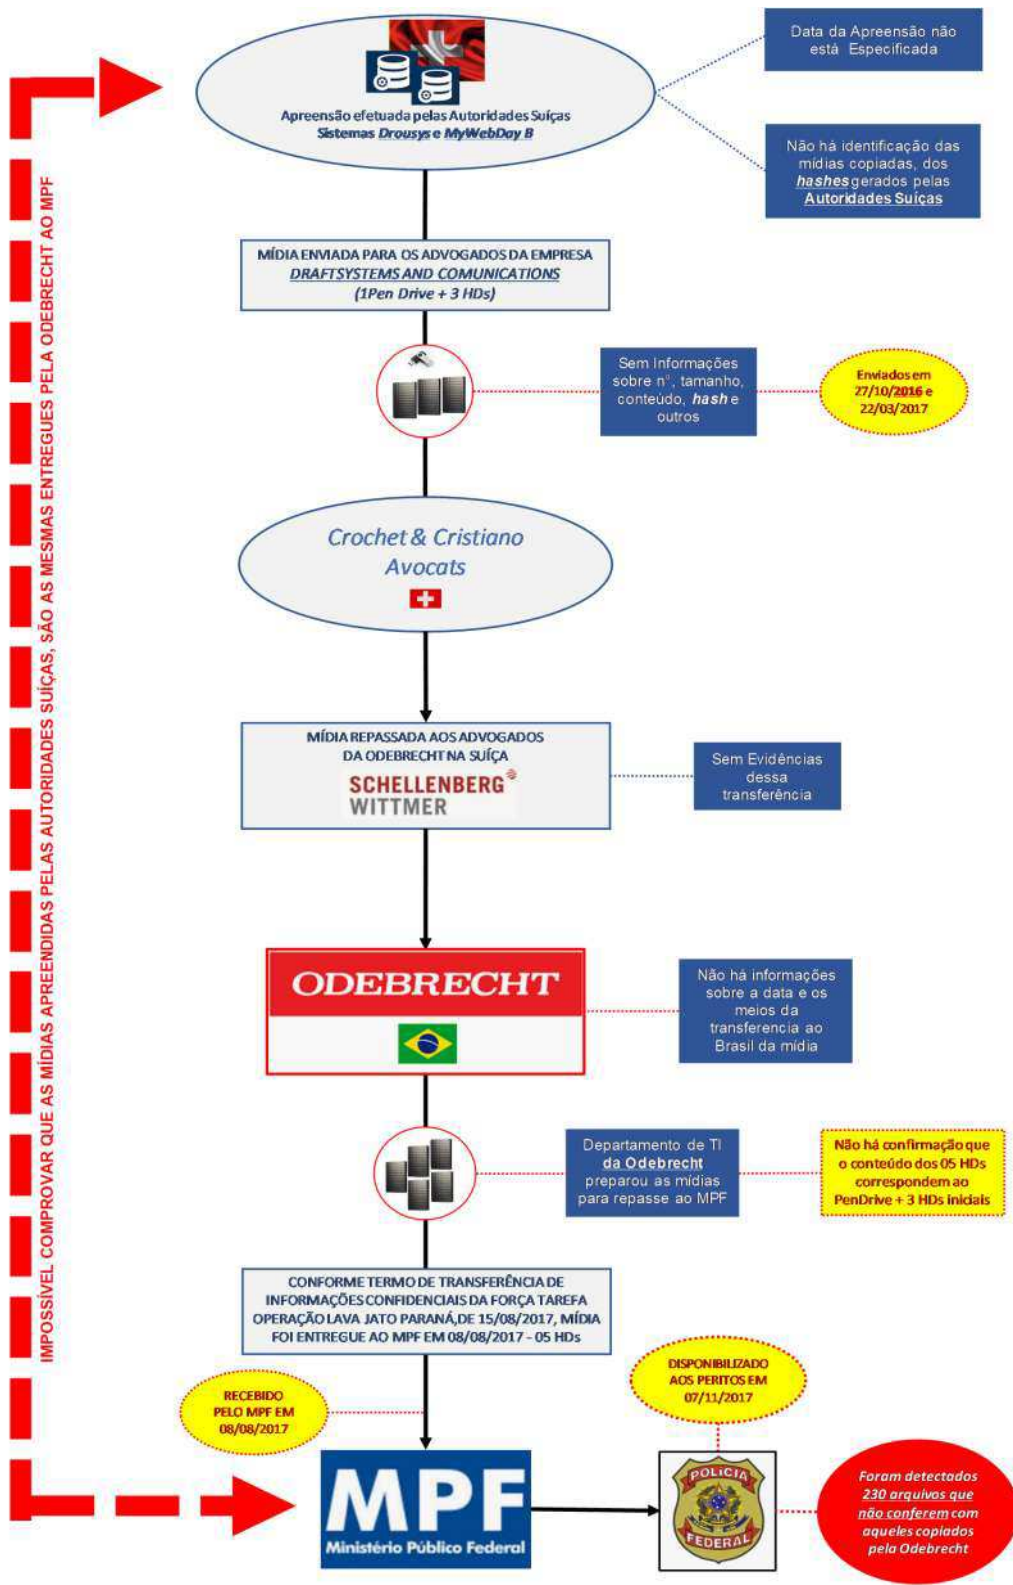 Data da Apreensão não
está Especificada
Apreensão efetuada pelas Autoridades Suíças
Sistemas Drousys e MyWebDay B
Não há identificação das
mídias copiadas, dos
hashes gerados pelas
Autoridades Suíças
MÍDIA ENVIADA PARA OS ADVOGADOS DA EMPRESA
DRAFTSYSTEMS AND COMUNICATIONS
(1Pen Drive + 3 HDs)
Sem Informações
sobre n°, tamanho,
conteúdo, hash e
outros
Enviados em
27/10/2016 e
22/03/2017
Crochet & Cristiano
Avocats
MÍDIA REPASSADA AOS ADVOGADOS
DA ODEBRECHT NA SUÍÇA
SCHELLENBERG
WITTMER
Sem Evidências
dessa
transferência
ODEBRECHT
Não há informações
sobre a data e os
meios da
transferencia ao
Brasil da mídia
Departamento de TI
da Odebrecht
preparou as mídias
para repasse ao MPF
Não há confirmação que
o conteúdo dos 05 HDs
correspondem ao
PenDrive + 3 HDs iniciais
CONFORME TERMO DE TRANSFERÊNCIA DE
INFORMAÇÕES CONFIDENCIAIS DA FORÇA TAREFA
OPERAÇÃO LAVA JATO PARANÁ,DE 15/08/2017, MÍDIA
FOI ENTREGUE AO MPF EM 08/08/2017 - 05 HDs
RECEBIDO
PELO MPF EM
08/08/2017
DISPONIBILIZADO
AOS PERITOS EM
07/11/2017
MPF
Ministério Público Federal
POLÍCIA
FEDERAL
Foram detectados
230 arquivos que
não conferem com
aqueles copiados
pela Odebrecht
IMPOSSÍVEL COMPROVAR QUE AS MÍDIAS APREENDIDAS PELAS AUTORIDADES SUÍÇAS, SÃO AS MESMAS ENTREGUES PELA ODEBRECHT AO MPF